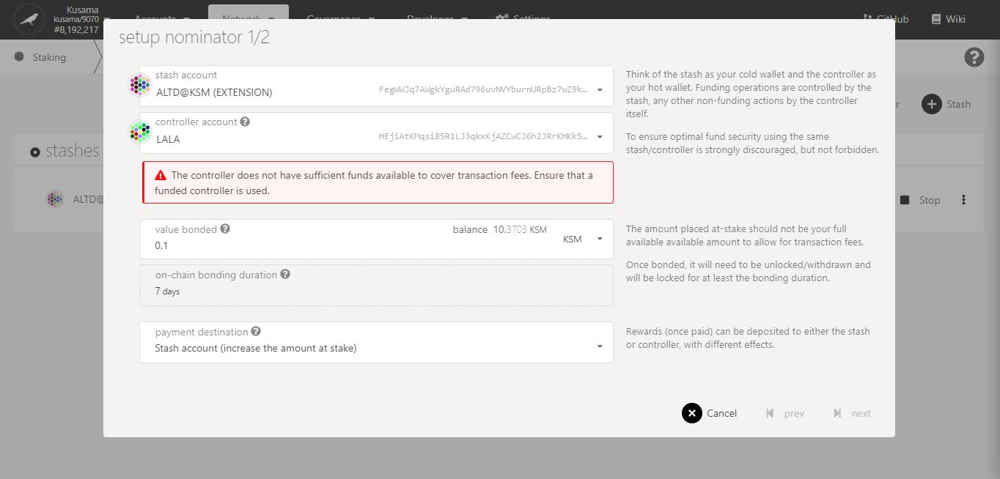 Kusama
kusama/9070
#8,192,217
Accounts
Network
Governance
Developer
Settings
GitHub
Wiki
Staking
setup nominator 1/2
stash account
ALTD@KSM (EXTENSION)
FegWWJq7AWgkYguRAd796uvNVYburnURpBz7wZ9k…
controller account
LALA
HEjiAtKMqsi85R1LJ3qkxKjAZCwCJ6h2JRrKHKk5…
The controller does not have sufficient funds available to cover transaction fees. Ensure that a
funded controller is used.
value bonded
0.1
balance 10.3703 KSM
KSM
on-chain bonding duration
7 days
payment destination
Stash account (increase the amount at stake)
Think of the stash as your cold wallet and the controller as
your hot wallet. Funding operations are controlled by the
stash, any other non-funding actions by the controller
itself.
To ensure optimal fund security using the same
stash/controller is strongly discouraged, but not forbidden.
The amount placed at-stake should not be your full
available available amount to allow for transaction fees.
Once bonded, it will need to be unlocked/withdrawn and
will be locked for at least the bonding duration.
Rewards (once paid) can be deposited to either the stash
or controller, with different effects.
Cancel
prev
next
Stash
stashes
ALTD@
Stop